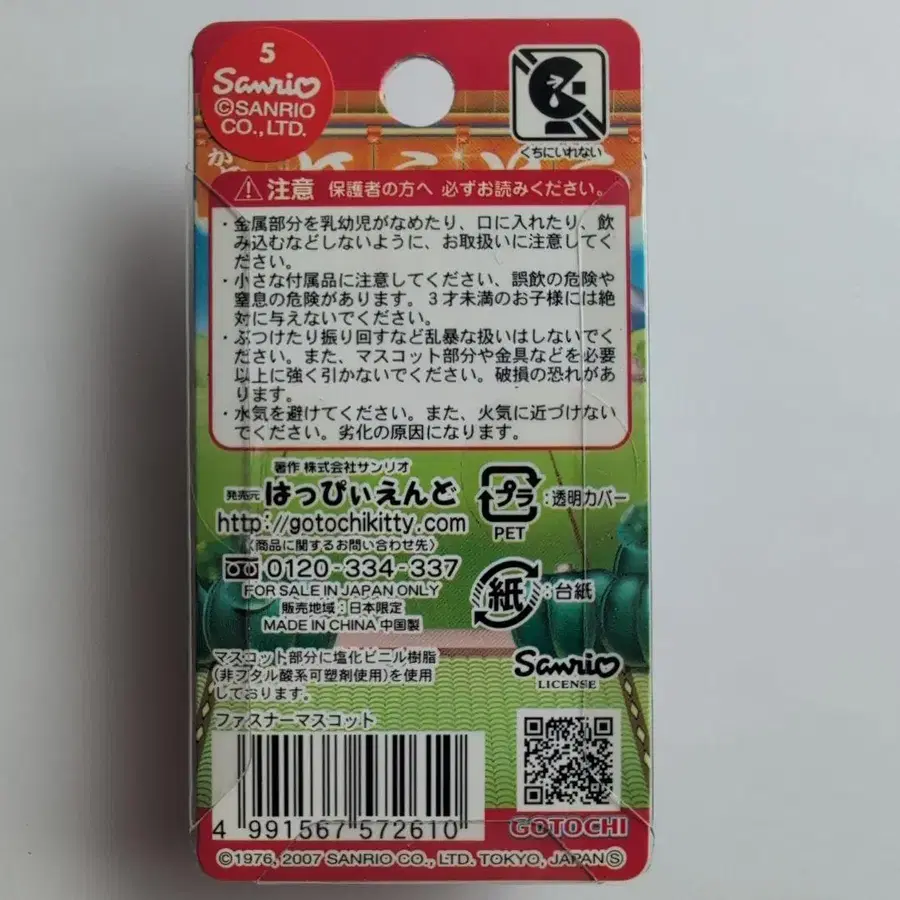 5
Sanrio
©SANRIO
CO.,LTD.
くちにいれない
注意 保護者の方へ 必ずお読みください。
・金属部分を乳幼児がなめたり、口に入れたり、飲
み込むなどしないように、お取扱いに注意してく
ださい。
・小さな付属品に注意してください、誤飲の危険や
窒息の危険があります。3才未満のお子様には絶
対に与えないでください。
・ぶつけたり振り回すなど乱暴な扱いはしないでく
ださい。また、マスコット部分や金具などを必要
以上に強く引かないでください。破損の恐れがあ
ります。
・水気を避けてください。また、火気に近づけない
でください。劣化の原因になります。
著作 株式会社サンリオ
発売元 はっぴぃえんど
http://gotochikitty.com
〈商品に関するお問い合わせ先〉
0120-334-337
FOR SALE IN JAPAN ONLY
販売地域:日本限定
MADE IN CHINA 中国製
プラ :透明カバー
PET
紙 :台紙
マスコット部分に塩化ビニル樹脂
(非フタル酸系可塑剤使用)を使用
しております。
ファスナーマスコット
Sanrio
LICENSE
4 991567 572610
GOTOCHI
©1976, 2007 SANRIO CO., LTD. TOKYO, JAPAN Ⓢ